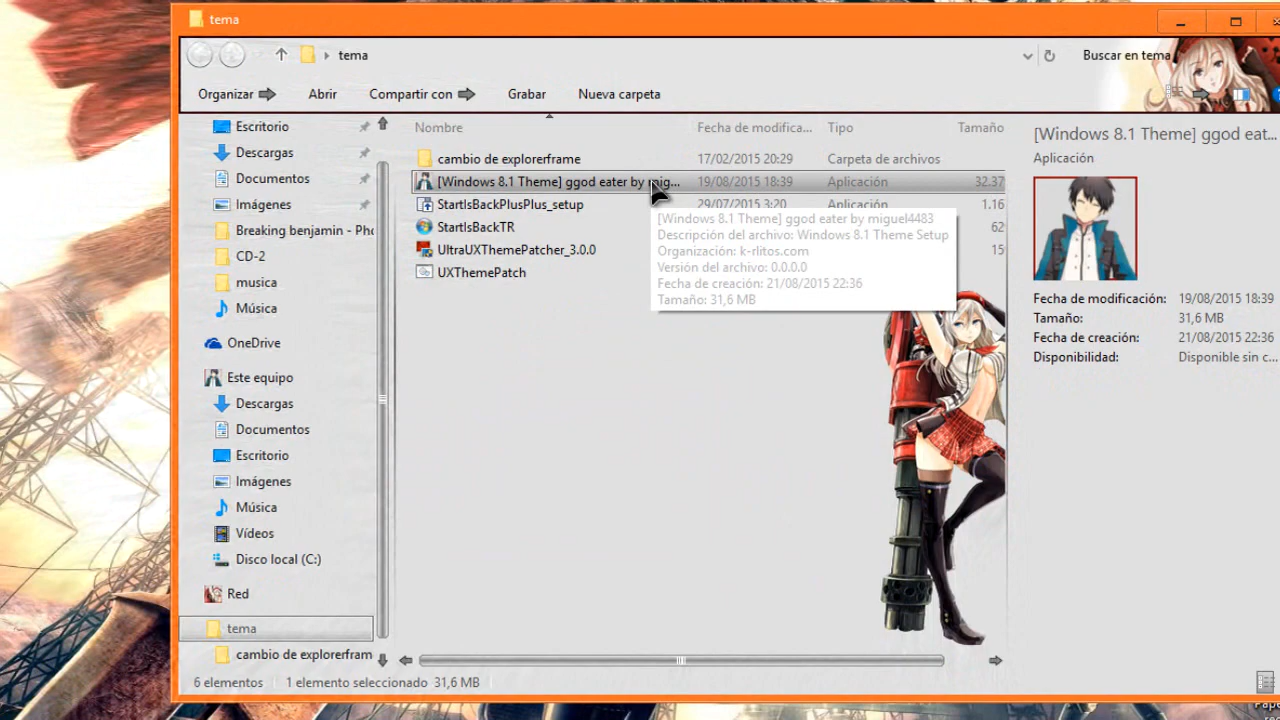 tema
tema
Buscar en tema
Organizar
Abrir
Compartir con
Grabar
Nueva carpeta
Escritorio
Descargas
Documentos
Imágenes
Breaking benjamin - Pho
CD-2
musica
Música
OneDrive
Este equipo
Descargas
Documentos
Escritorio
Imágenes
Música
Vídeos
Disco local (C:)
Red
tema
cambio de explorerfram
Nombre
Fecha de modifica...
Tipo
Tamaño
cambio de explorerframe
17/02/2015 20:29
Carpeta de archivos
[Windows 8.1 Theme] ggod eater by mig...
19/08/2015 18:39
Aplicación
32.37
StartIsBackPlusPlus_setup
29/07/2015 3:20
Aplicación
1.16
StartIsBackTR
62
UltraUXThemePatcher_3.0.0
15
UXThemePatch
[Windows 8.1 Theme] ggod eater by miguel4483
Descripción del archivo: Windows 8.1 Theme Setup
Organización: k-rlitos.com
Versión del archivo: 0.0.0.0
Fecha de creación: 21/08/2015 22:36
Tamaño: 31,6 MB
[Windows 8.1 Theme] ggod eat...
Aplicación
Fecha de modificación: 19/08/2015 18:39
Tamaño: 31,6 MB
Fecha de creación: 21/08/2015 22:36
Disponibilidad: Disponible sin c...
6 elementos
1 elemento seleccionado 31,6 MB